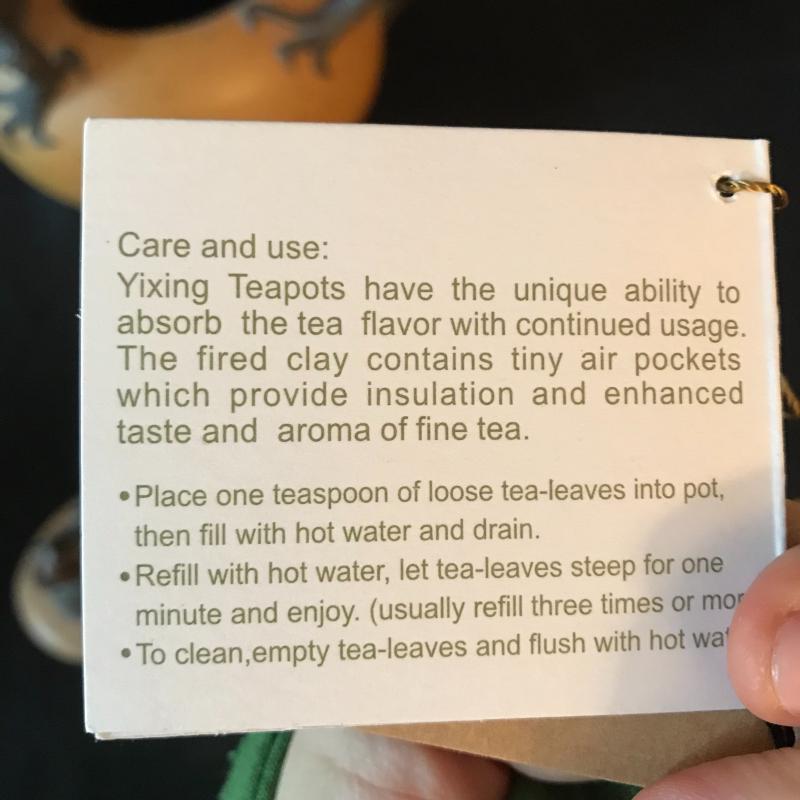 Care and use:
Yixing Teapots have the unique ability to
absorb the tea flavor with continued usage.
The fired clay contains tiny air pockets
which provide insulation and enhanced
taste and aroma of fine tea.
•Place one teaspoon of loose tea-leaves into pot,
then fill with hot water and drain.
•Refill with hot water, let tea-leaves steep for one
minute and enjoy. (usually refill three times or
•To clean,empty tea-leaves and flush with hot